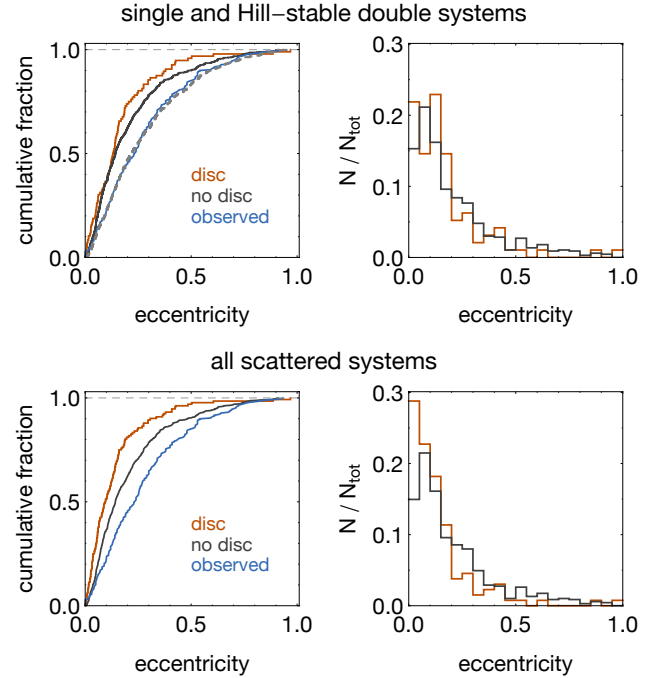 single and Hill−stable double systems
1.0
0.5
0.0
cumulative fraction
disc
no disc
observed
0.0 0.5 1.0
eccentricity
0.3
0.2
0.1
0.0
N / Ntot
0.0 0.5 1.0
eccentricity
all scattered systems
1.0
0.5
0.0
cumulative fraction
disc
no disc
observed
0.0 0.5 1.0
eccentricity
0.3
0.2
0.1
0.0
N / Ntot
0.0 0.5 1.0
eccentricity